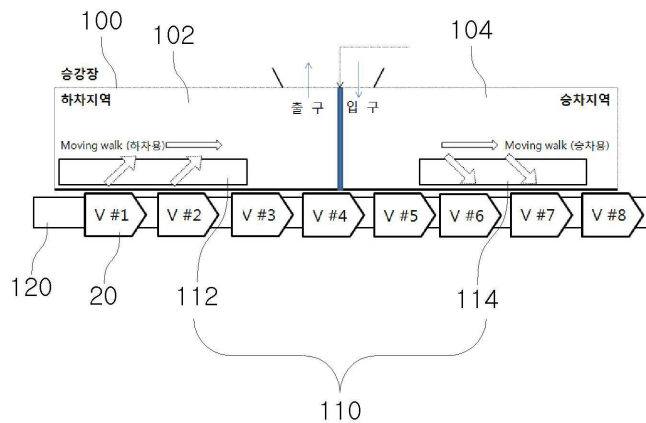 100
102
104
승강장
하차지역
출 구
입 구
승차지역
Moving walk (하차용)
Moving walk (승차용)
V #1
V #2
V #3
V #4
V #5
V #6
V #7
V #8
120
20
112
114
110